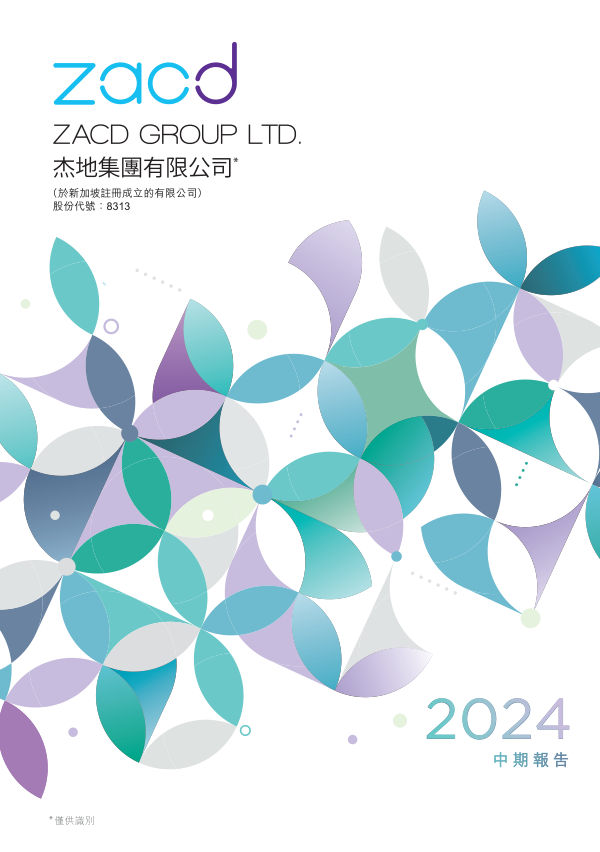 zacd
ZACD GROUP LTD.
杰地集團有限公司*
(於新加坡註冊成立的有限公司)
股份代號：8313
2024
中期報告
*僅供識別